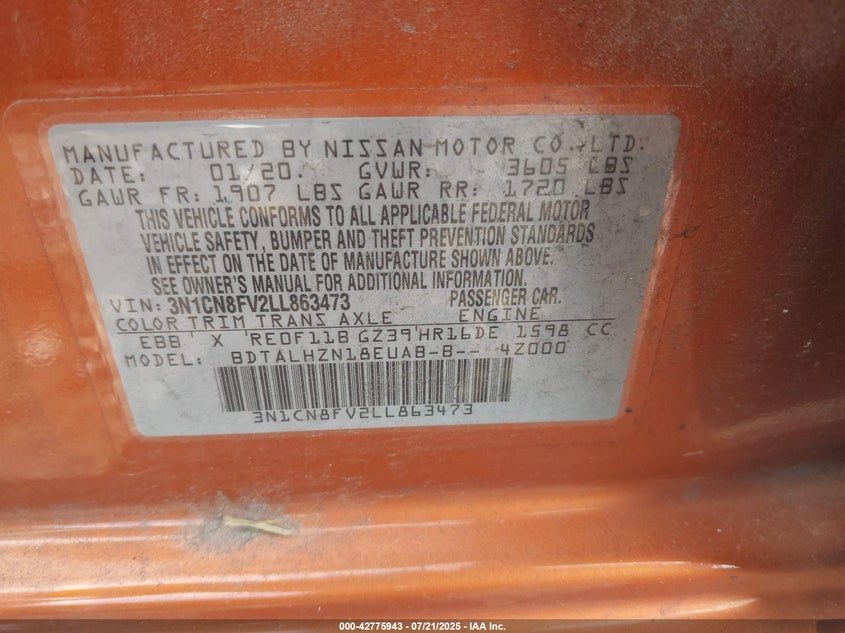 MANUFACTURED BY NISSAN MOTOR CO.,LTD.
DATE: 01/20. GVWR: 3605 LBS
GAWR FR: 1907 LBS GAWR RR: 1720 LBS
THIS VEHICLE CONFORMS TO ALL APPLICABLE FEDERAL MOTOR
VEHICLE SAFETY, BUMPER AND THEFT PREVENTION STANDARDS
IN EFFECT ON THE DATE OF MANUFACTURE SHOWN ABOVE.
SEE OWNER'S MANUAL FOR ADDITIONAL INFORMATION.
VIN: 3N1CN8FV2LL863473 PASSENGER CAR.
COLOR TRIM TRANS AXLE ENGINE
EBB X RE0F11B GZ39 HR16DE 1598 CC
MODEL: BDTALHZN18EUAB-B-- 4Z000
3N1CN8FV2LL863473
000-42775943 | 07/21/2025 - IAA Inc.